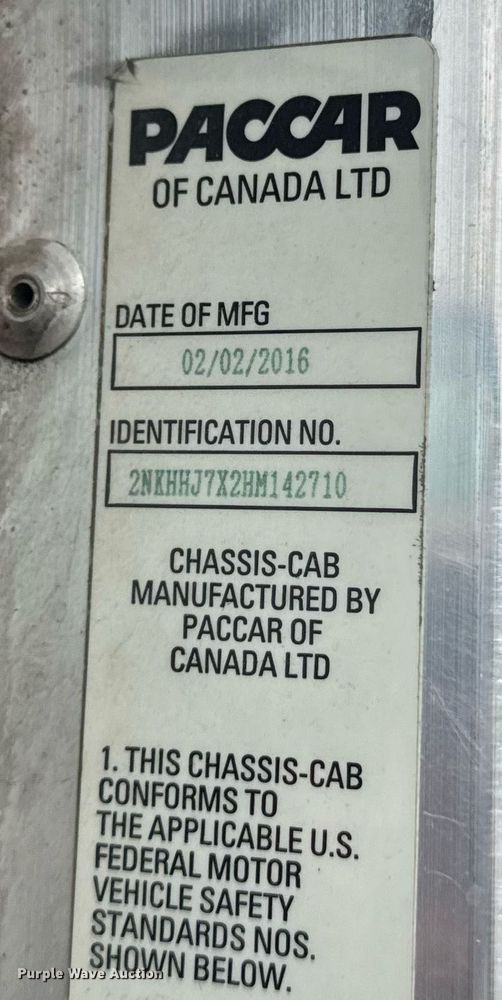 PACCAR
OF CANADA LTD
DATE OF MFG
02/02/2016
IDENTIFICATION NO.
2NKHHJ7X2HM142710
CHASSIS-CAB
MANUFACTURED BY
PACCAR OF
CANADA LTD
1. THIS CHASSIS-CAB
CONFORMS TO
THE APPLICABLE U.S.
FEDERAL MOTOR
VEHICLE SAFETY
STANDARDS NOS.
SHOWN BELOW.
Purple Wave Auction